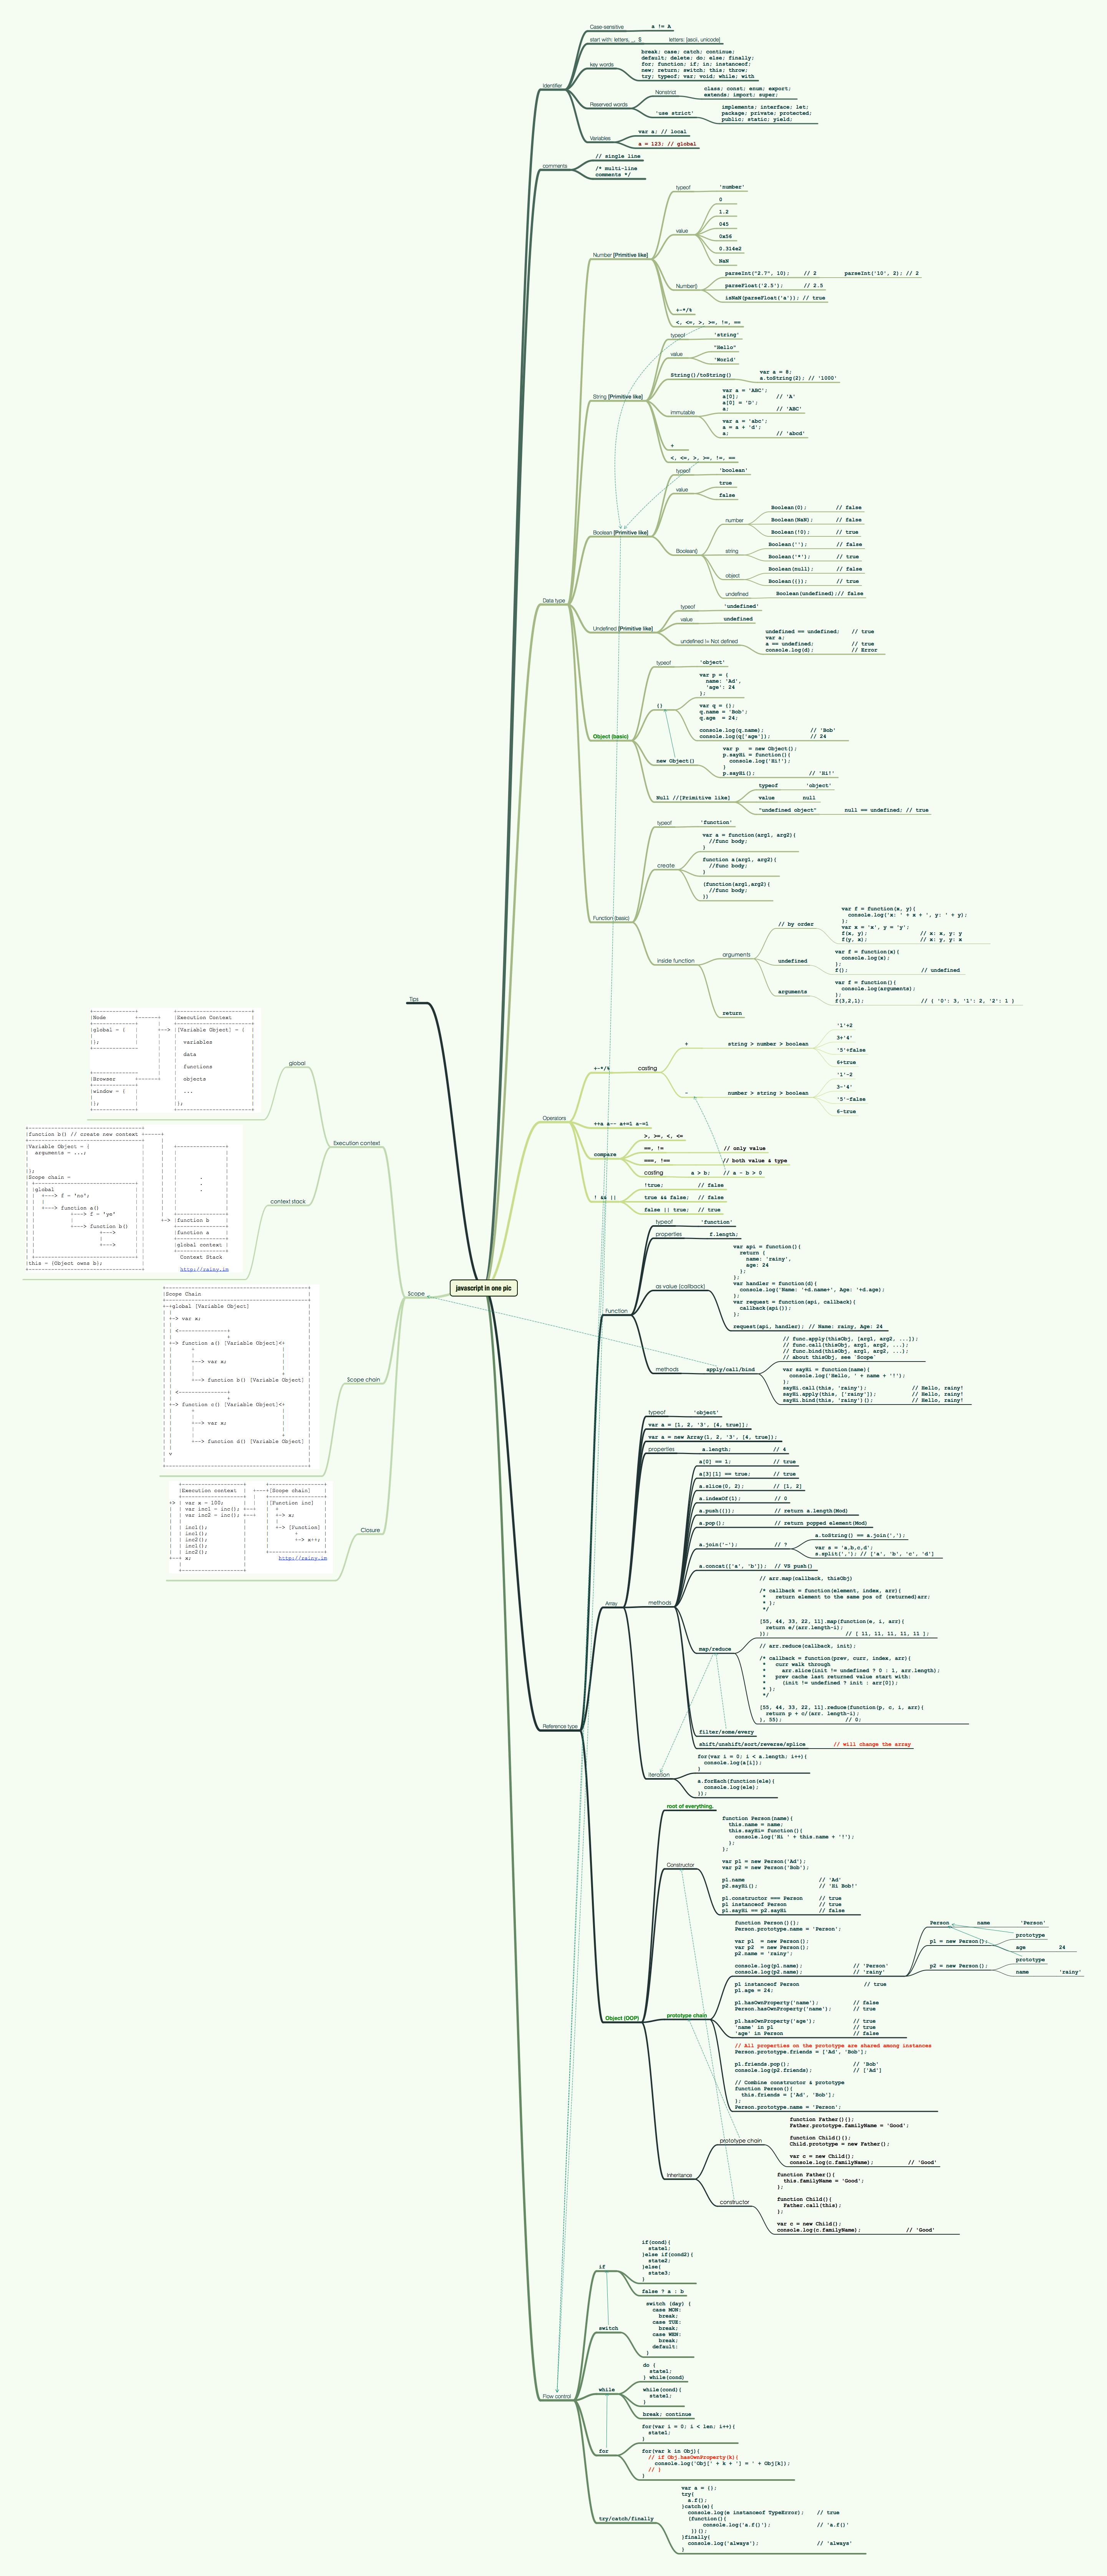 Identifier
Case-sensitive
a != A
start with: letters, _, $
letters: [ascii, unicode]
key words
break; case; catch; continue;
default; delete; do; else; finally;
for; function; if; in; instanceof;
new; return; switch; this; throw;
try; typeof; var; void; while; with
Reserved words
Nonstrict
class; const; enum; export;
extends; import; super;
'use strict'
implements; interface; let;
package; private; protected;
public; static; yield;
Variables
var a; // local
a = 123; // global
comments
// single line
/* multi-line
comments */
Data type
Number [Primitive like]
typeof
'number'
value
0
1.2
045
0x56
0.314e2
NaN
Number()
parseInt("2.7", 10); // 2
parseInt('10', 2); // 2
parseFloat('2.5'); // 2.5
isNaN(parseFloat('a')); // true
+-*/%
<, <=, >, >=, !=, ==
String [Primitive like]
typeof
'string'
value
"Hello"
'World'
String()/toString()
var a = 8;
a.toString(2); // '1000'
immutable
var a = 'ABC';
a[0]; // 'A'
a[0] = 'D';
a; // 'ABC'
var a = 'abc';
a = a + 'd';
a; // 'abcd'
+
<, <=, >, >=, !=, ==
Boolean [Primitive like]
typeof
'boolean'
value
true
false
Boolean()
number
Boolean(0); // false
Boolean(NaN); // false
Boolean(!0); // true
string
Boolean(''); // false
Boolean('*'); // true
object
Boolean(null); // false
Boolean({}); // true
undefined
Boolean(undefined);// false
Undefined [Primitive like]
typeof
'undefined'
value
undefined
undefined != Not defined
undefined == undefined; // true
var a;
a == undefined; // true
console.log(d); // Error
Object (basic)
typeof
'object'
{}
var p = {
name: 'Ad',
'age': 24
};
var q = {};
q.name = 'Bob';
q.age = 24;
console.log(q.name); // 'Bob'
console.log(q['age']); // 24
new Object()
var p = new Object();
p.sayHi = function(){
console.log('Hi!');
}
p.sayHi(); // 'Hi!'
Null //[Primitive like]
typeof
'object'
value
null
"undefined object"
null == undefined; // true
Function (basic)
typeof
'function'
create
var a = function(arg1, arg2){
//func body;
}
function a(arg1, arg2){
//func body;
}
(function(arg1,arg2){
//func body;
})
inside function
arguments
// by order
var f = function(x, y){
console.log('x: ' + x + ', y: ' + y);
};
var x = 'x', y = 'y';
f(x, y); // x: x, y: y
f(y, x); // x: y, y: x
undefined
var f = function(x){
console.log(x);
};
f(); // undefined
arguments
var f = function(){
console.log(arguments);
};
f(3,2,1); // { '0': 3, '1': 2, '2': 1 }
return
Tips
Operators
+-*/%
casting
+
string > number > boolean
'1'+2
3+'4'
'5'+false
6+true
-
number > string > boolean
'1'-2
3-'4'
'5'-false
6-true
++a a-- a+=1 a-=1
compare
>, >=, <, <=
==, !=
// only value
===, !==
// both value & type
casting
a > b; // a - b > 0
! && ||
!true; // false
true && false; // false
false || true; // true
javascript in one pic
Scope
Execution context
global
Node
Execution Context
global = {
[Variable Object] = {
};
variables
data
functions
Browser
objects
window = {
...
};
};
context stack
function b() // create new context
Variable Object = {
arguments = ...;
};
Scope chain =
global
+---> f = "no";
+---> function a()
+---> f = "ye"
+---> function b()
function b
function a
global context
Context Stack
this = (Object owns b);
http://rainy.im
Scope chain
Scope Chain
global [Variable Object]
+-> var x;
+-> function a() [Variable Object]<+
+--> var x;
+--> function b() [Variable Object]
+-> function c() [Variable Object]<+
+--> var x;
+--> function d() [Variable Object]
Closure
Execution context
[Scope chain]
+> var x = 100;
[Function inc]
var inc1 = inc();
var inc2 = inc();
+-> x;
inc1();
+-> [Function]
inc1();
inc2();
+-> x++;
inc1();
inc2();
x;
http://rainy.im
Reference type
Function
typeof
'function'
properties
f.length;
as value (callback)
var api = function(){
return {
name: 'rainy',
age: 24
};
};
var handler = function(d){
console.log('Name: '+d.name+', Age: '+d.age);
};
var request = function(api, callback){
callback(api());
};
request(api, handler); // Name: rainy, Age: 24
methods
apply/call/bind
// func.apply(thisObj, [arg1, arg2, ...]);
// func.call(thisObj, arg1, arg2, ...);
// func.bind(thisObj, arg1, arg2, ...);
// about thisObj, see `Scope`
var sayHi = function(name){
console.log('Hello, ' + name + '!');
};
sayHi.call(this, 'rainy'); // Hello, rainy!
sayHi.apply(this, ['rainy']); // Hello, rainy!
sayHi.bind(this, 'rainy')(); // Hello, rainy!
Array
typeof
'object'
var a = [1, 2, '3', [4, true]];
var a = new Array(1, 2, '3', [4, true]);
properties
a.length; // 4
methods
a[0] == 1; // true
a[3][1] == true; // true
a.slice(0, 2); // [1, 2]
a.indexOf(1); // 0
a.push({}); // return a.length(Mod)
a.pop(); // return popped element(Mod)
a.join('-'); // ?
a.toString() == a.join(',');
var s = 'a,b,c,d';
s.split(','); // ['a', 'b', 'c', 'd']
a.concat(['a', 'b']); // VS push()
map/reduce
// arr.map(callback, thisObj)
/* callback = function(element, index, arr){
* return element to the same pos of (returned)arr;
* };
*/
[55, 44, 33, 22, 11].map(function(e, i, arr){
return e/(arr.length-i);
}); // [ 11, 11, 11, 11, 11 ];
// arr.reduce(callback, init);
/* callback = function(prev, curr, index, arr){
* curr walk through
* arr.slice(init != undefined ? 0 : 1, arr.length);
* prev cache last returned value start with:
* (init != undefined ? init : arr[0]);
* };
*/
[55, 44, 33, 22, 11].reduce(function(p, c, i, arr){
return p + c/(arr. length-i);
}, 55); // 0;
filter/some/every
shift/unshift/sort/reverse/splice
// will change the array
Iteration
for(var i = 0; i < a.length; i++){
console.log(a[i]);
}
a.forEach(function(ele){
console.log(ele);
});
Object (OOP)
root of everything.
Constructor
function Person(name){
this.name = name;
this.sayHi= function(){
console.log('Hi ' + this.name + '!');
};
};
var p1 = new Person('Ad');
var p2 = new Person('Bob');
p1.name // 'Ad'
p2.sayHi(); // 'Hi Bob!'
p1.constructor === Person // true
p1 instanceof Person // true
p1.sayHi == p2.sayHi // false
prototype chain
function Person(){};
Person.prototype.name = 'Person';
var p1 = new Person();
var p2 = new Person();
p2.name = 'rainy';
console.log(p1.name); // 'Person'
console.log(p2.name); // 'rainy'
Person
name
'Person'
p1 = new Person();
prototype
age
24
p2 = new Person();
prototype
name
'rainy'
p1 instanceof Person // true
p1.age = 24;
p1.hasOwnProperty('name'); // false
Person.hasOwnProperty('name'); // true
p1.hasOwnProperty('age'); // true
'name' in p1 // true
'age' in Person // false
// All properties on the prototype are shared among instances
Person.prototype.friends = ['Ad', 'Bob'];
p1.friends.pop(); // 'Bob'
console.log(p2.friends); // ['Ad']
// Combine constructor & prototype
function Person(){
this.friends = ['Ad', 'Bob'];
};
Person.prototype.name = 'Person';
Inheritance
prototype chain
function Father(){};
Father.prototype.familyName = 'Good';
function Child(){};
Child.prototype = new Father();
var c = new Child();
console.log(c.familyName); // 'Good'
constructor
function Father(){
this.familyName = 'Good';
};
function Child(){
Father.call(this);
};
var c = new Child();
console.log(c.familyName); // 'Good'
Flow control
if
if(cond){
state1;
}else if(cond2){
state2;
}else{
state3;
}
false ? a : b
switch
switch (day) {
case MON:
break;
case TUE:
break;
case WEN:
break;
default:
}
while
do {
state1;
} while(cond)
while(cond){
state1;
}
break; continue
for
for(var i = 0; i < len; i++){
state1;
}
for(var k in Obj){
// if Obj.hasOwnProperty(k){
console.log('Obj[' + k + '] = ' + Obj[k]);
// }
}
try/catch/finally
var a = {};
try{
a.f();
}catch(e){
console.log(e instanceof TypeError); // true
(function(){
console.log('a.f()'); // 'a.f()'
})();
}finally{
console.log('always'); // 'always'
}